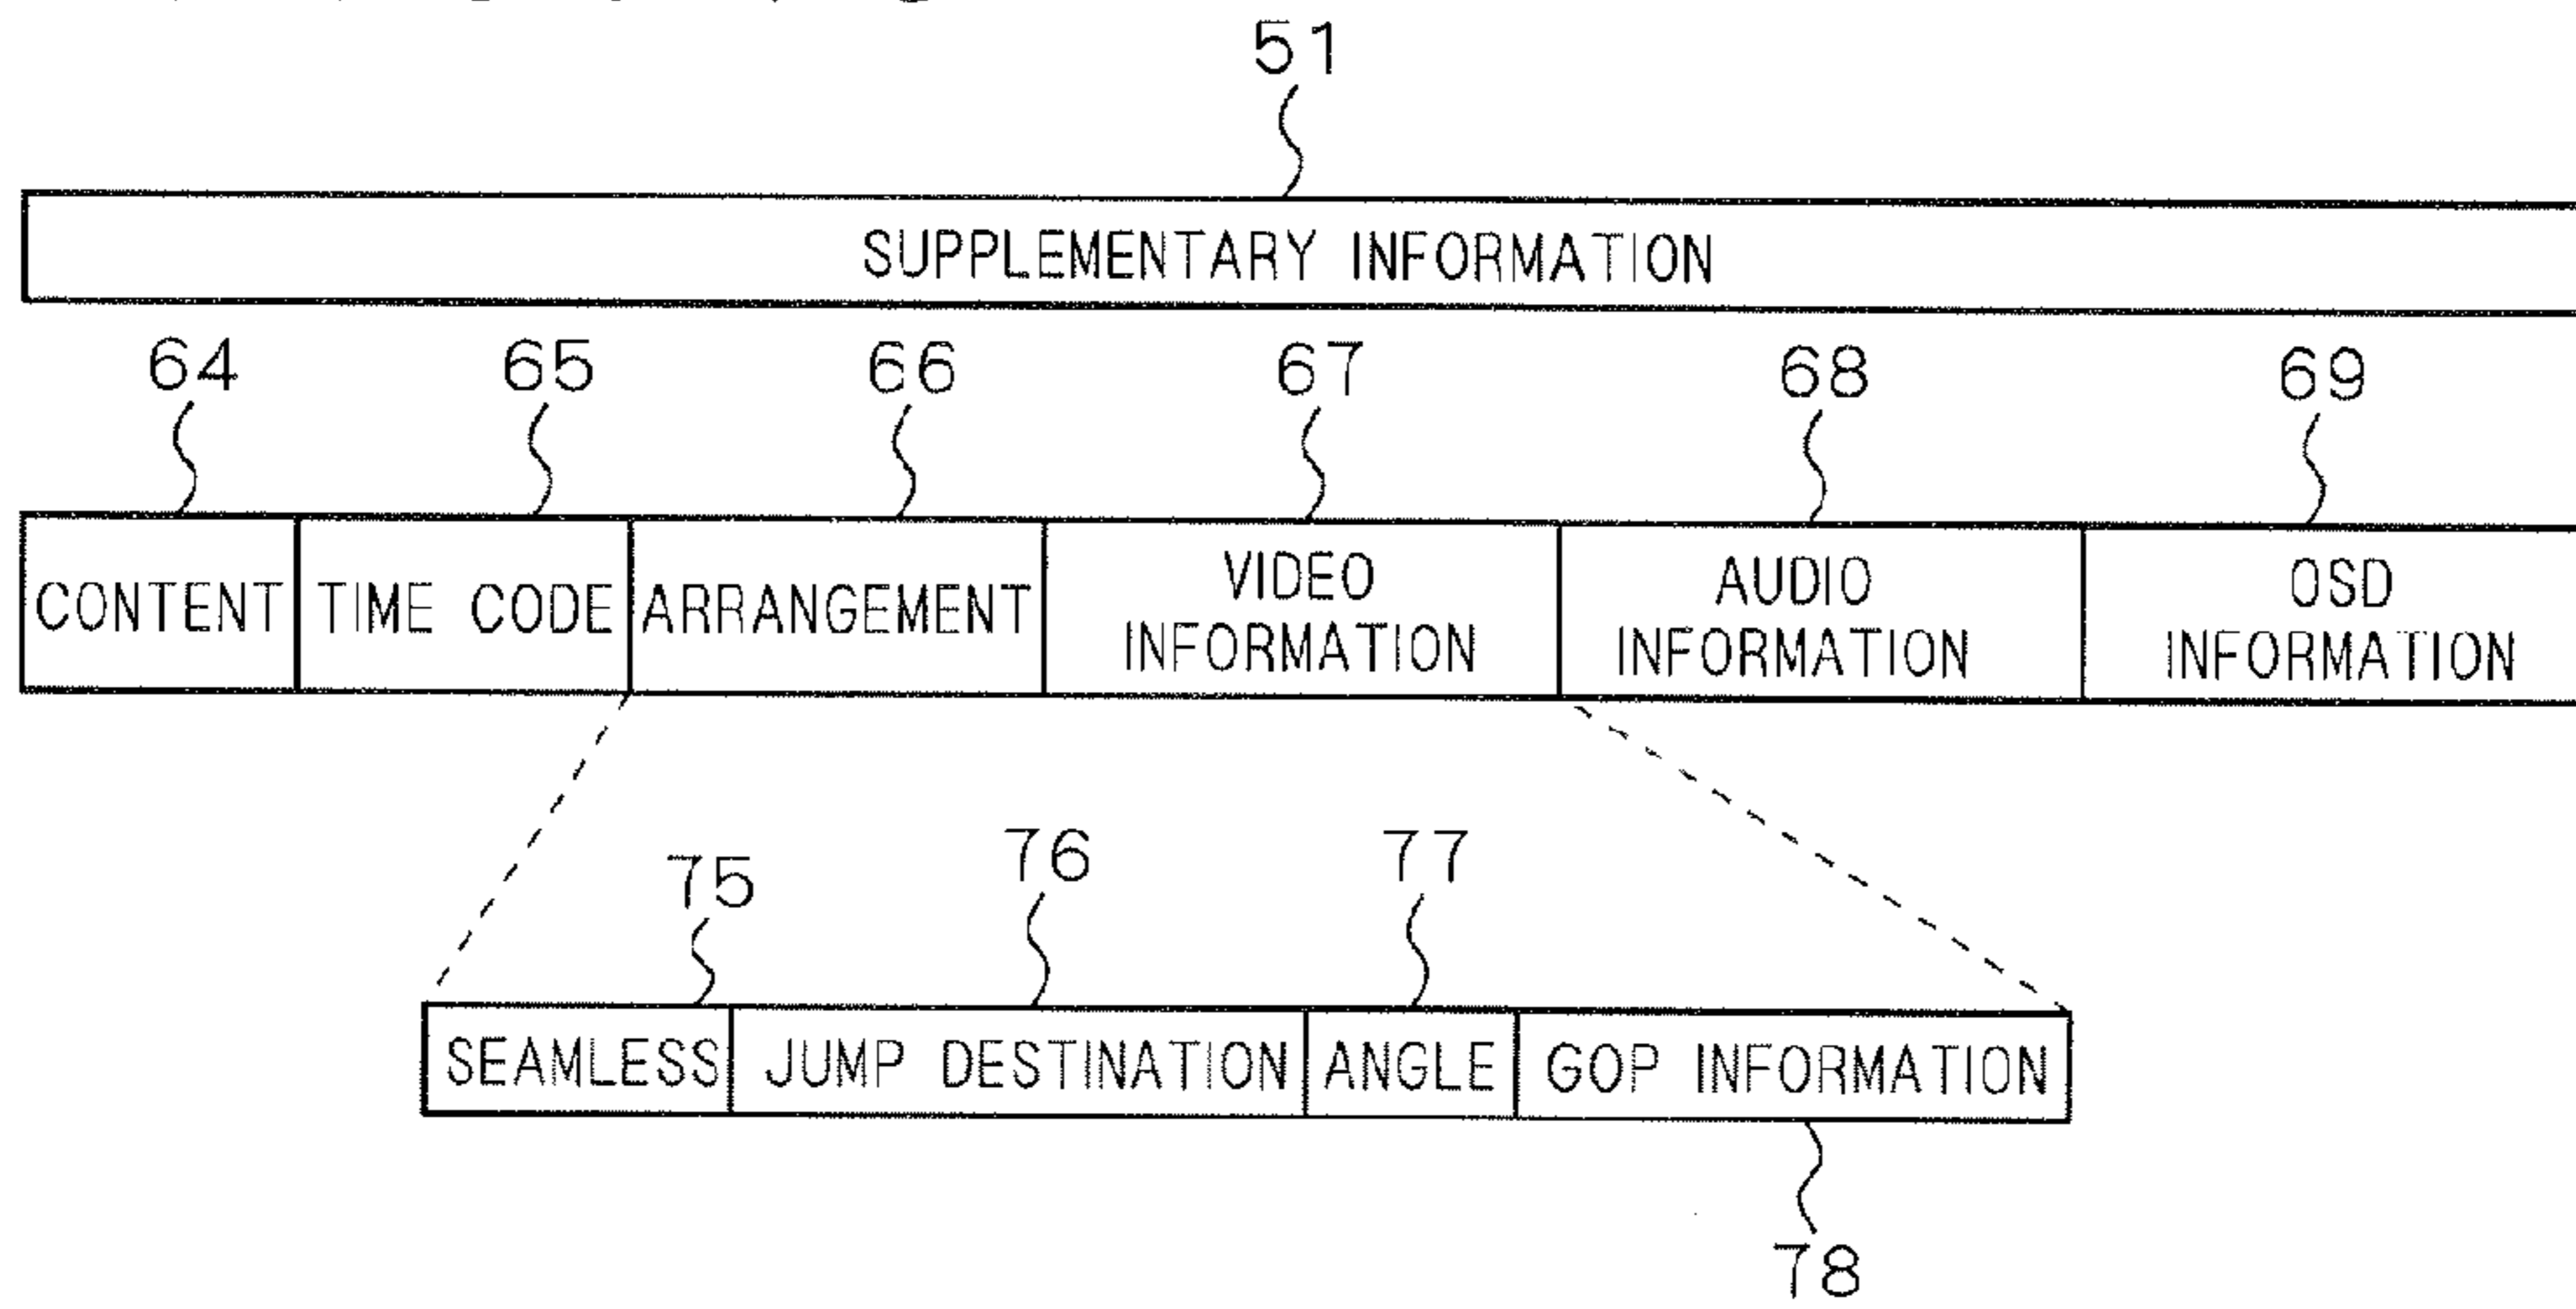 51
SUPPLEMENTARY INFORMATION
64 65 66 67 68 69
CONTENT TIME CODE ARRANGEMENT VIDEO INFORMATION AUDIO INFORMATION OSD INFORMATION
75 76 77
SEAMLESS JUMP DESTINATION ANGLE GOP INFORMATION
78